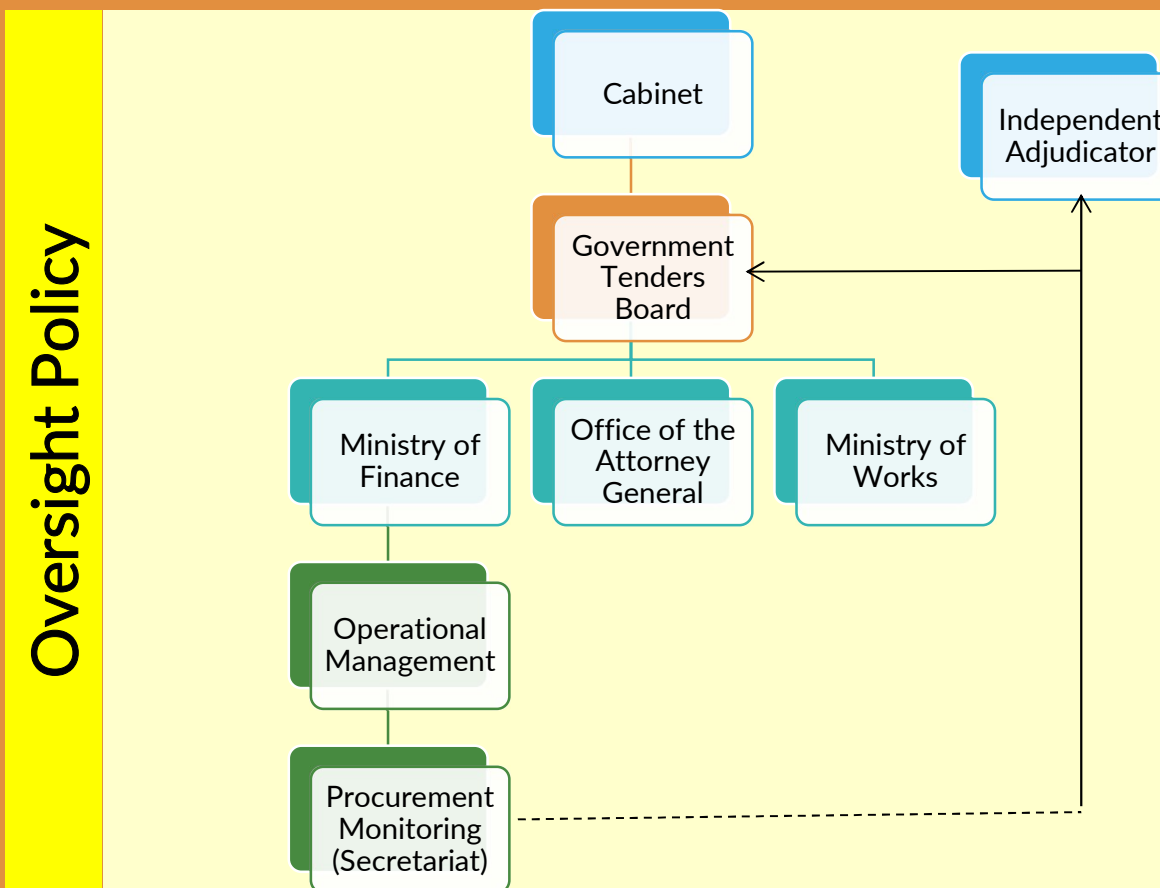 Oversight Policy
Cabinet
Independent
Adjudicator
Government
Tenders
Board
Ministry of
Finance
Office of the
Attorney
General
Ministry of
Works
Operational
Management
Procurement
Monitoring
(Secretariat)